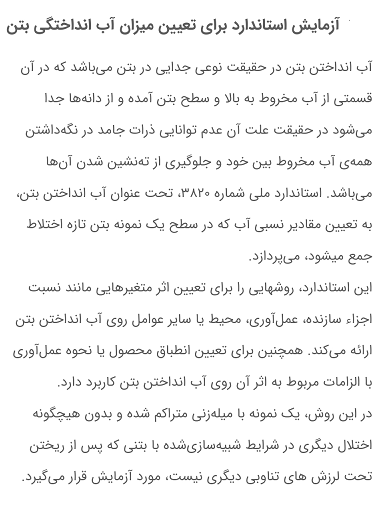 آزمایش استاندارد برای تعیین میزان آب انداختگی بتن
آب انداختن بتن در حقیقت نوعی جدایی در بتن می‌باشد که در آن
قسمتی از آب مخروط به بالا و سطح بتن آمده و از دانه‌ها جدا
می‌شود در حقیقت علت آن عدم توانایی ذرات جامد در نگه‌داشتن
همه‌ی آب مخروط بین خود و جلوگیری از ته‌نشین شدن آن‌ها
می‌باشد. استاندارد ملی شماره ۳۸۲۰، تحت عنوان آب انداختن بتن،
به تعیین مقادیر نسبی آب که در سطح یک نمونه بتن تازه اختلاط
جمع میشود، می‌پردازد.
این استاندارد، روشهایی را برای تعیین اثر متغیرهایی مانند نسبت
اجزاء سازنده، عمل‌آوری، محیط یا سایر عوامل روی آب انداختن بتن
ارائه می‌کند. همچنین برای تعیین انطباق محصول یا نحوه عمل‌آوری
با الزامات مربوط به اثر آن روی آب انداختن بتن کاربرد دارد.
در این روش، یک نمونه با میله‌زنی متراکم شده و بدون هیچگونه
اختلال دیگری در شرایط شبیه‌سازی‌شده با بتنی که پس از ریختن
تحت لرزش های تناوبی دیگری نیست، مورد آزمایش قرار می‌گیرد.